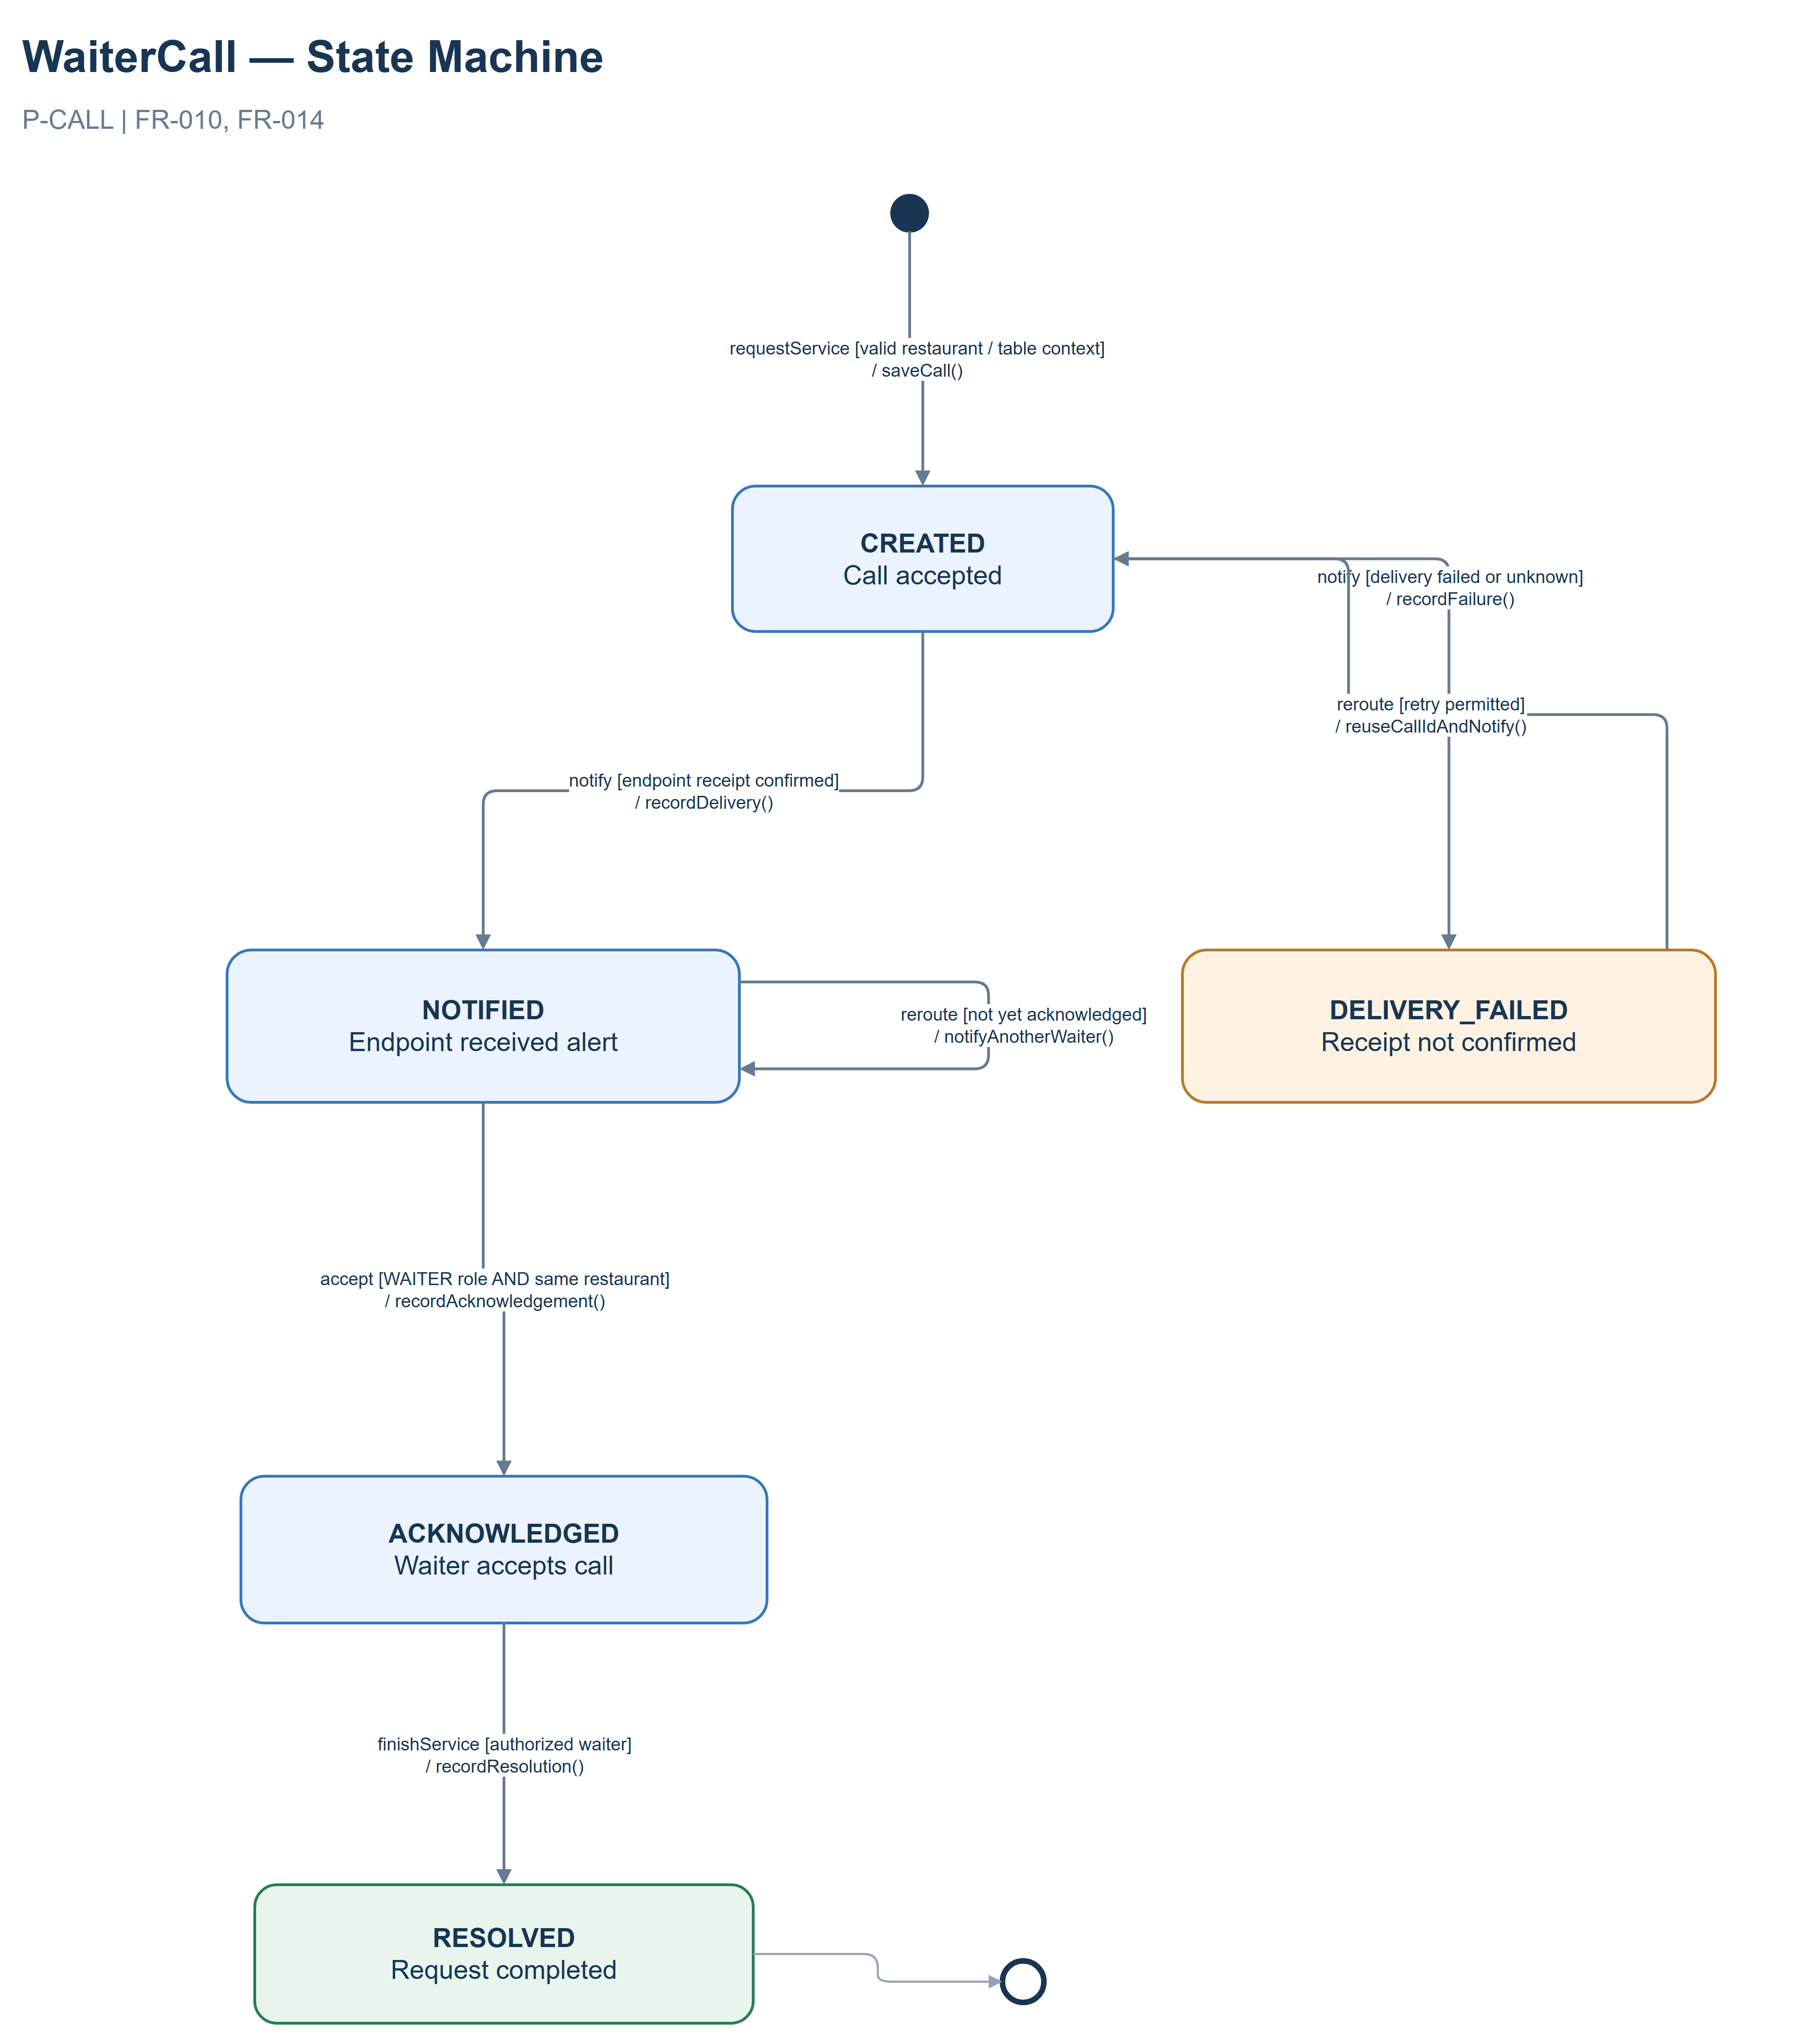 WaiterCall — State Machine
P-CALL | FR-010, FR-014
requestService [valid restaurant / table context]
/ saveCall()
CREATED
Call accepted
notify [delivery failed or unknown]
/ recordFailure()
reroute [retry permitted]
/ reuseCallIdAndNotify()
notify [endpoint receipt confirmed]
/ recordDelivery()
NOTIFIED
Endpoint received alert
reroute [not yet acknowledged]
/ notifyAnotherWaiter()
DELIVERY_FAILED
Receipt not confirmed
accept [WAITER role AND same restaurant]
/ recordAcknowledgement()
ACKNOWLEDGED
Waiter accepts call
finishService [authorized waiter]
/ recordResolution()
RESOLVED
Request completed